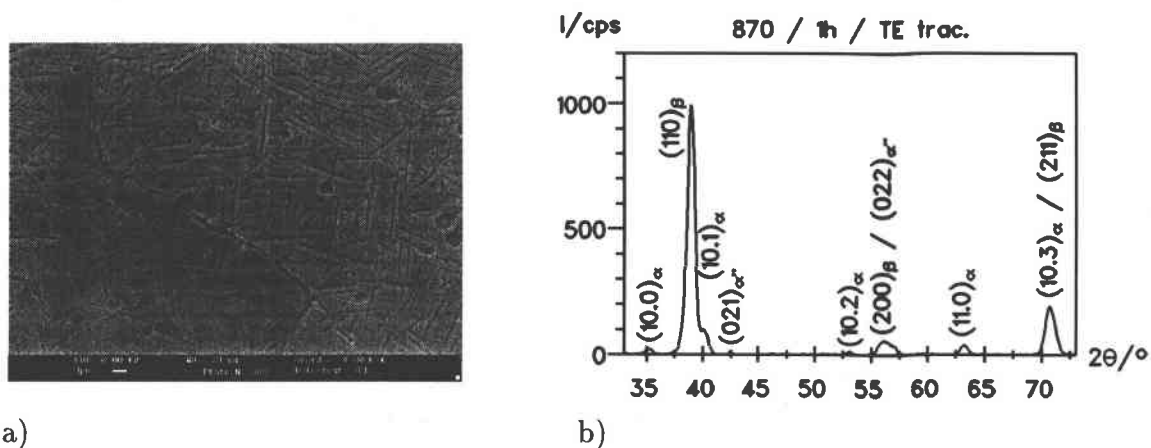 I/cps
870 / 1h / TE trac.
1000
500
0
(10.0)α
(110)β
(10.1)α
(021)α''
(10.2)α
(200)β / (022)α''
(11.0)α
(10.3)α / (211)β
35 40 45 50 55 60 65 70
2θ/°
a)
b)